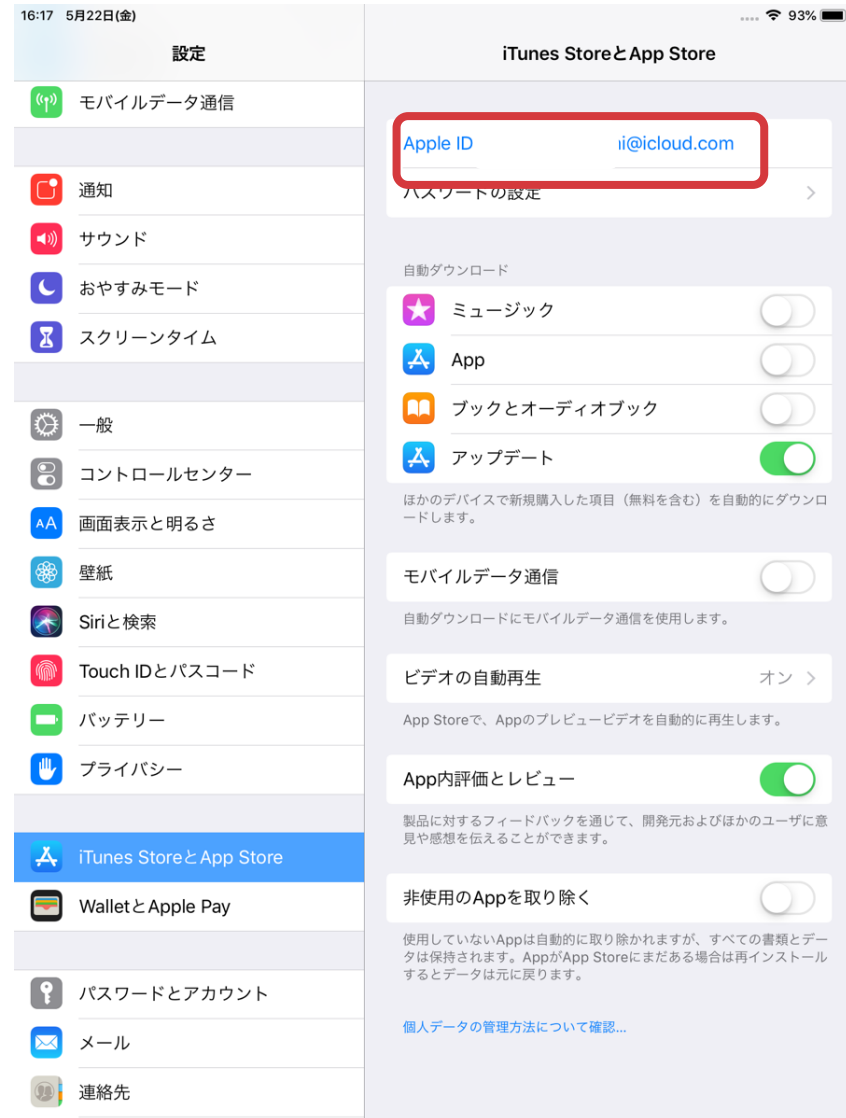 16:17 5月22日(金)
93%
設定
モバイルデータ通信
通知
サウンド
おやすみモード
スクリーンタイム
一般
コントロールセンター
AA 画面表示と明るさ
壁紙
Siriと検索
Touch IDとパスコード
バッテリー
プライバシー
iTunes StoreとApp Store
WalletとApple Pay
パスワードとアカウント
メール
連絡先
iTunes StoreとApp Store
Apple ID i@icloud.com
パスワードの設定
自動ダウンロード
ミュージック
App
ブックとオーディオブック
アップデート
ほかのデバイスで新規購入した項目（無料を含む）を自動的にダウンロ
ードします。
モバイルデータ通信
自動ダウンロードにモバイルデータ通信を使用します。
ビデオの自動再生 オン
App Storeで、Appのプレビュービデオを自動的に再生します。
App内評価とレビュー
製品に対するフィードバックを通じて、開発元およびほかのユーザに意
見や感想を伝えることができます。
非使用のAppを取り除く
使用していないAppは自動的に取り除かれますが、すべての書類とデー
タは保持されます。AppがApp Storeにまだある場合は再インストール
するとデータは元に戻ります。
個人データの管理方法について確認...